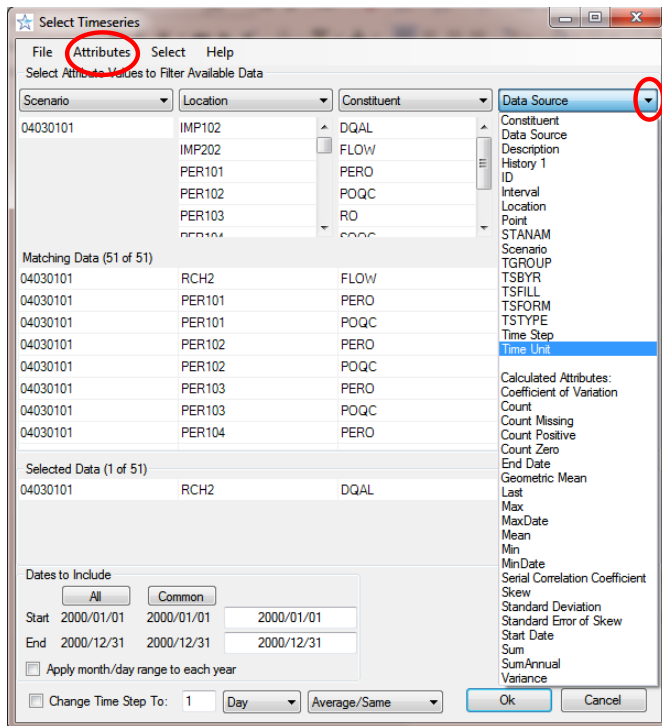 Select Timeseries
File Attributes Select Help
Select Attribute Values to Filter Available Data
Scenario Location Constituent Data Source
04030101 IMP102 DQAL
IMP202 FLOW
PER101 PERO
PER102 POQC
PER103 RO
PER104 SOQC
Constituent
Data Source
Description
History 1
ID
Interval
Location
Point
STANAM
Scenario
TGROUP
TSBYR
TSFILL
TSFORM
TSTYPE
Time Step
Time Unit
Calculated Attributes:
Coefficient of Variation
Count
Count Missing
Count Positive
Count Zero
End Date
Geometric Mean
Last
Max
MaxDate
Mean
Min
MinDate
Serial Correlation Coefficient
Skew
Standard Deviation
Standard Error of Skew
Start Date
Sum
SumAnnual
Variance
Matching Data (51 of 51)
04030101 RCH2 FLOW
04030101 PER101 PERO
04030101 PER101 POQC
04030101 PER102 PERO
04030101 PER102 POQC
04030101 PER103 PERO
04030101 PER103 POQC
04030101 PER104 PERO
Selected Data (1 of 51)
04030101 RCH2 DQAL
Dates to Include
All Common
Start 2000/01/01 2000/01/01 2000/01/01
End 2000/12/31 2000/12/31 2000/12/31
Apply month/day range to each year
Change Time Step To: 1 Day Average/Same
Ok Cancel